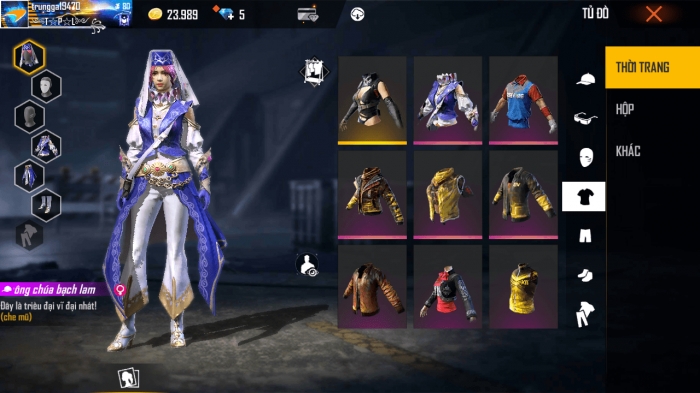 trunggaf9420
23.989
5
TỦ ĐỒ
THỜI TRANG
HỘP
KHÁC
ông chúa bạch lam
Đây là triều đại vĩ đại nhất!
(che mũ)